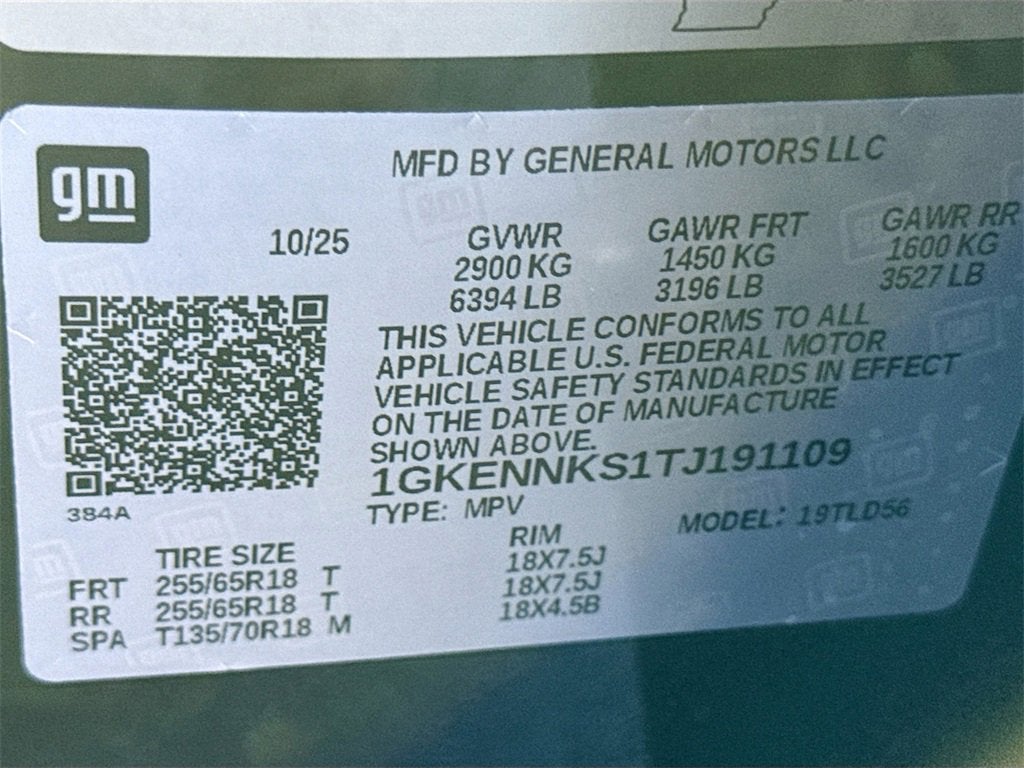 gm
MFD BY GENERAL MOTORS LLC
10/25 GVWR GAWR FRT GAWR RR
2900 KG 1450 KG 1600 KG
6394 LB 3196 LB 3527 LB
THIS VEHICLE CONFORMS TO ALL
APPLICABLE U.S. FEDERAL MOTOR
VEHICLE SAFETY STANDARDS IN EFFECT
ON THE DATE OF MANUFACTURE
SHOWN ABOVE.
1GKENNKS1TJ191109
384A
TYPE: MPV MODEL: 19TLD56
TIRE SIZE RIM
FRT 255/65R18 T 18X7.5J
RR 255/65R18 T 18X7.5J
SPA T135/70R18 M 18X4.5B